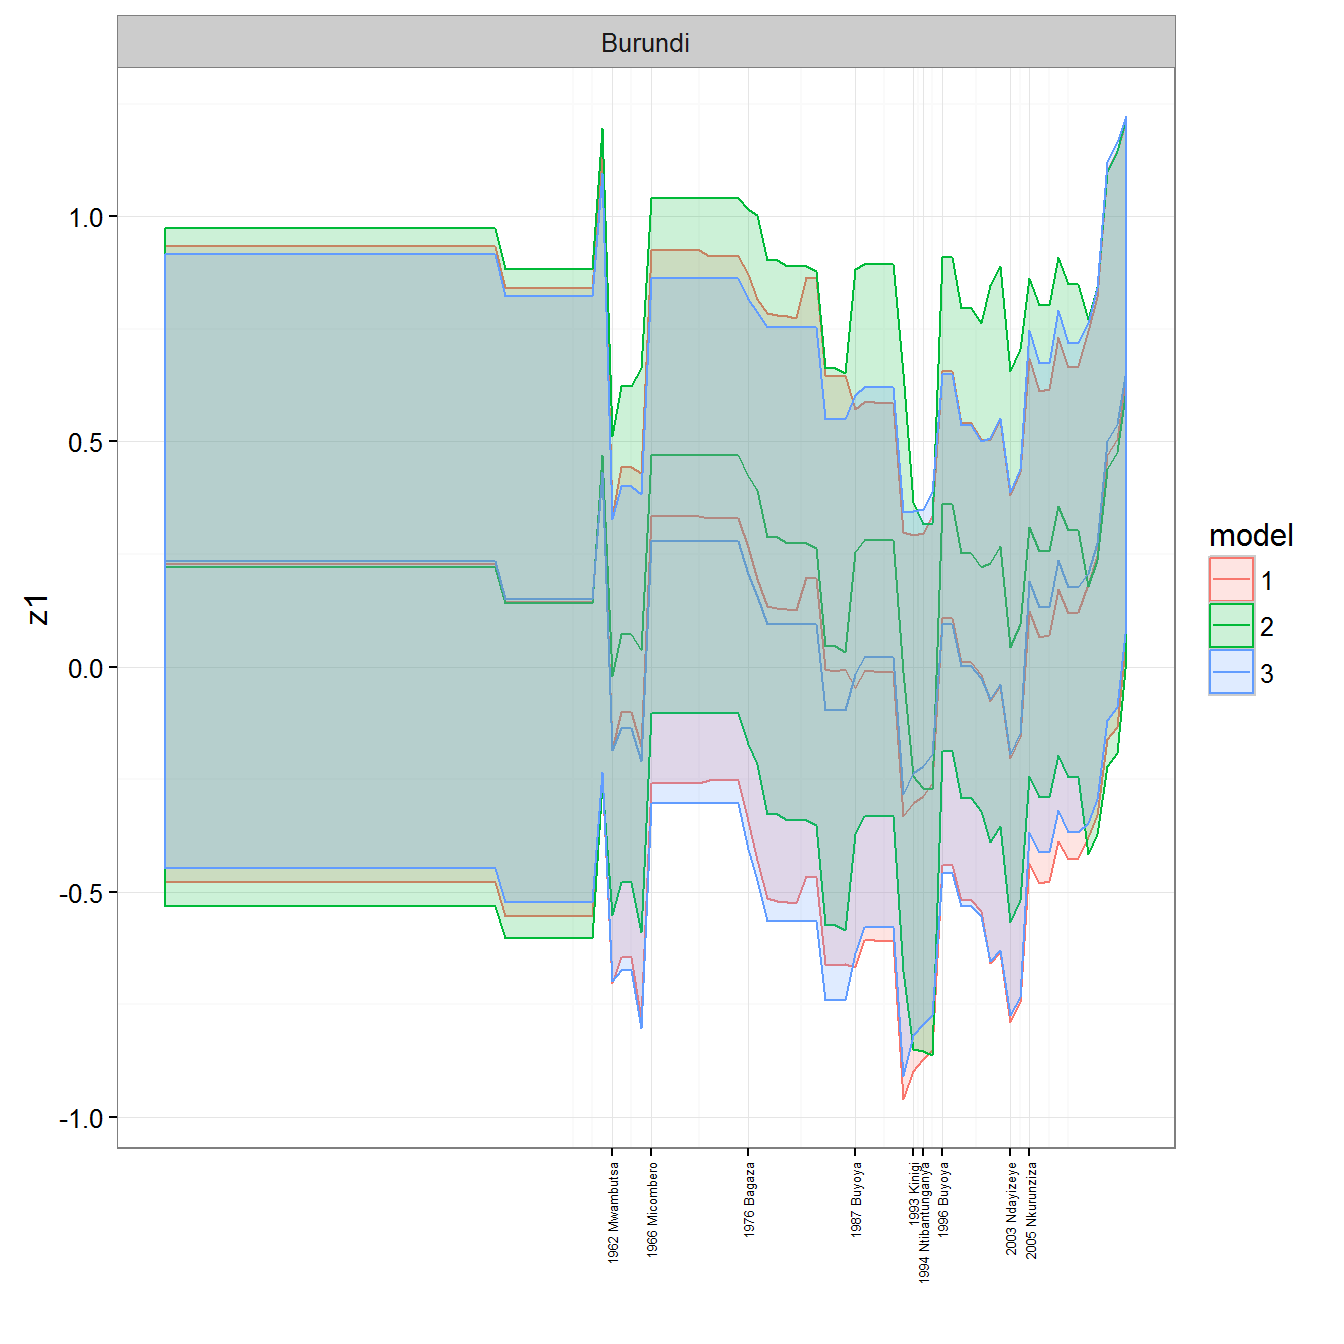 Burundi
z1
1.0
0.5
0.0
-0.5
-1.0
1962 Mwambutsa
1966 Micombero
1976 Bagaza
1987 Buyoya
1993 Kinigi
1994 Ntibantunganya
1996 Buyoya
2003 Ndayizeye
2005 Nkurunziza
model
1
2
3